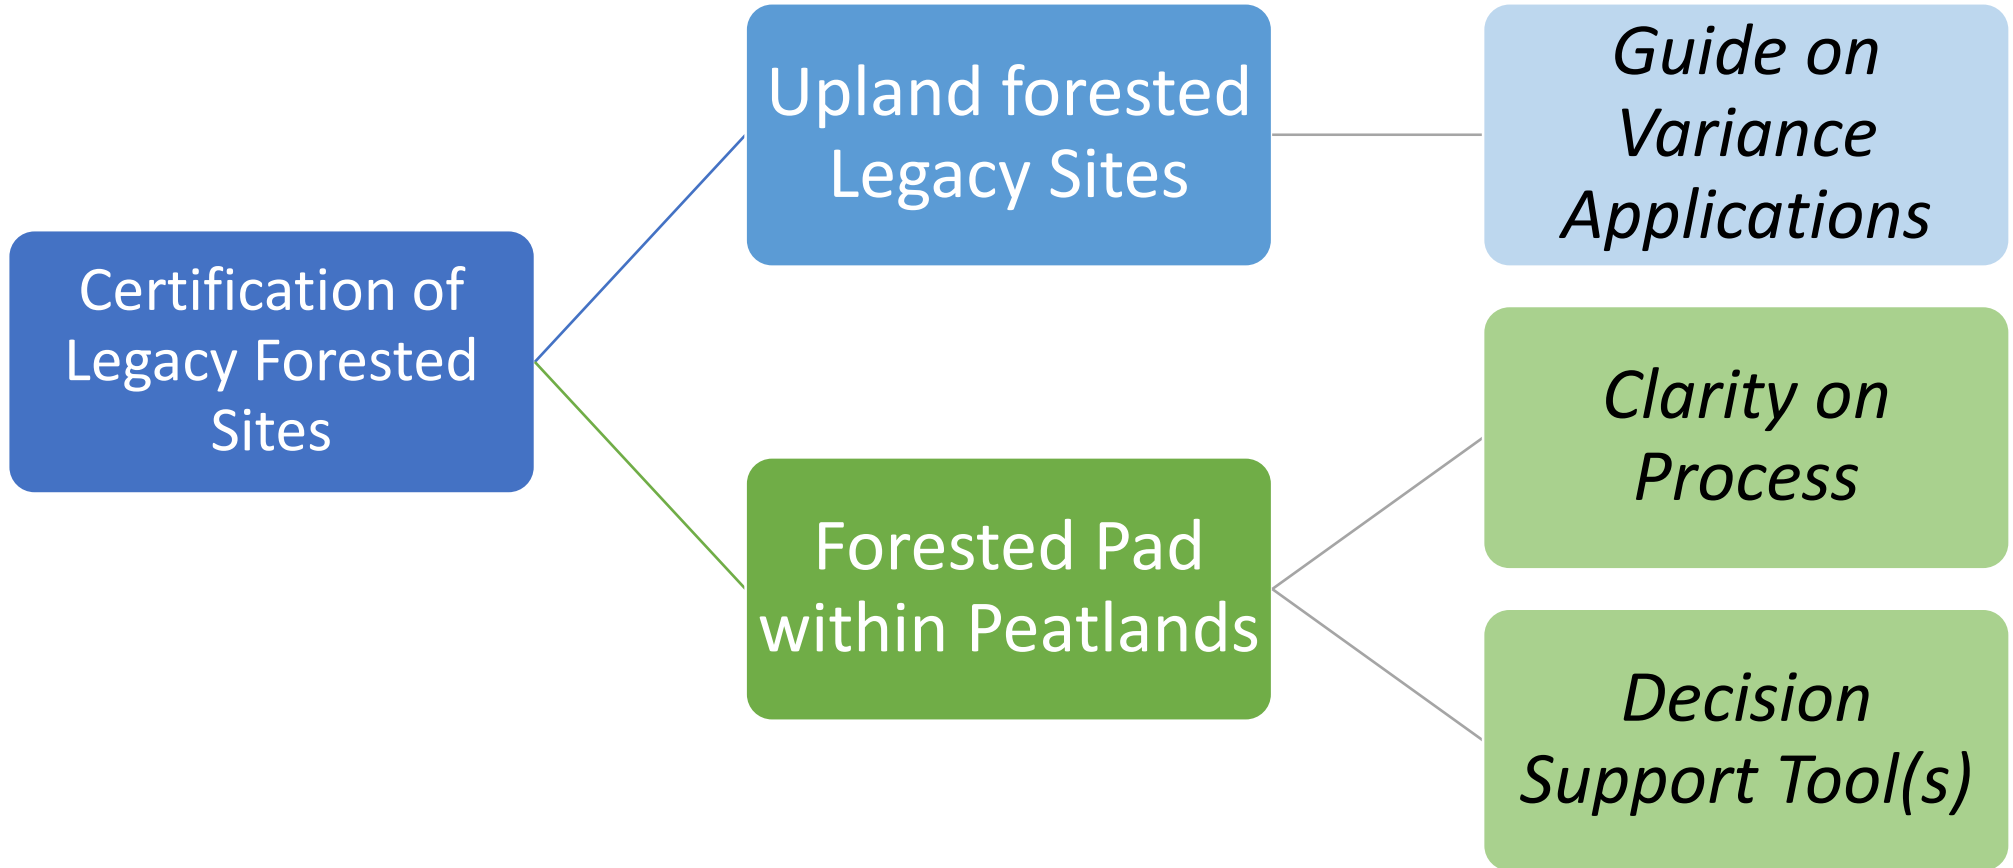 Certification of
Legacy Forested
Sites
Upland forested
Legacy Sites
Guide on
Variance
Applications
Forested Pad
within Peatlands
Clarity on
Process
Decision
Support Tool(s)